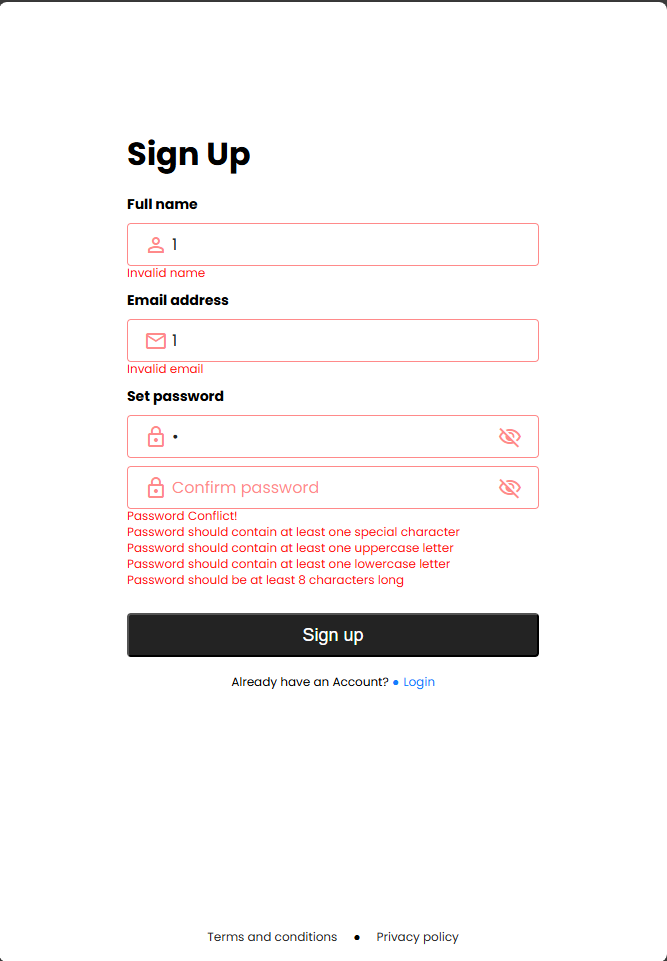 Sign Up
Full name
1
Invalid name
Email address
1
Invalid email
Set password
•
Confirm password
Password Conflict!
Password should contain at least one special character
Password should contain at least one uppercase letter
Password should contain at least one lowercase letter
Password should be at least 8 characters long
Sign up
Already have an Account? • Login
Terms and conditions • Privacy policy